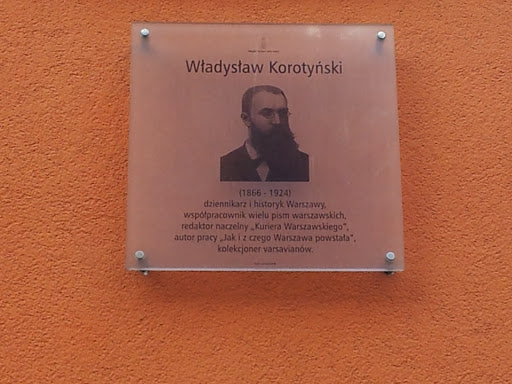 Władysław Korotyński
(1866 - 1924)
dziennikarz i historyk Warszawy,
współpracownik wielu pism warszawskich,
redaktor naczelny „Kuriera Warszawskiego",
autor pracy „Jak i z czego Warszawa powstała",
kolekcjoner varsavianów.